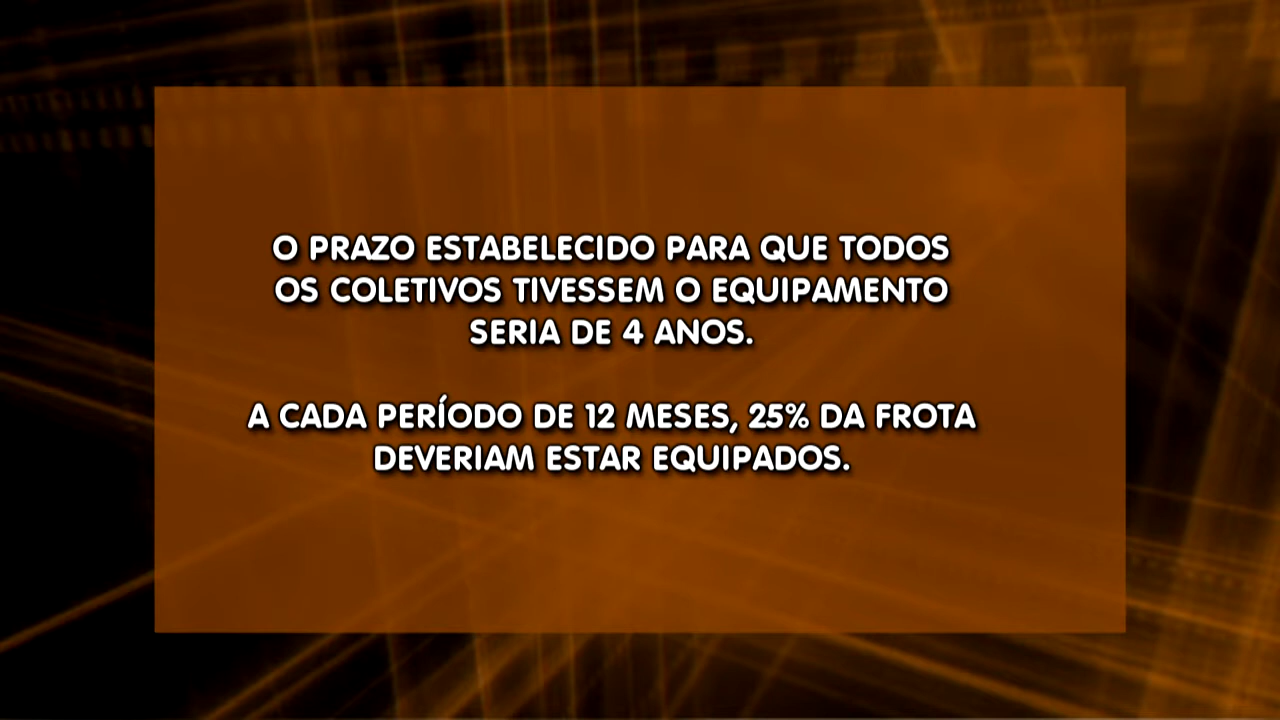 O PRAZO ESTABELECIDO PARA QUE TODOS
OS COLETIVOS TIVESSEM O EQUIPAMENTO
SERIA DE 4 ANOS.
A CADA PERÍODO DE 12 MESES, 25% DA FROTA
DEVERIAM ESTAR EQUIPADOS.